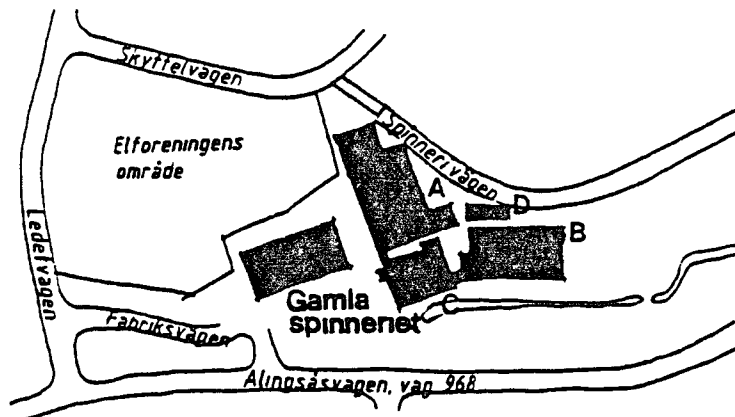 Skyttelvägen
Elforeningens
område
Spinnerivägen
A
D
B
Ledetvägen
Gamla
spinneriet
C
Fabriksvägen
Alingsåsvägen, väg 968